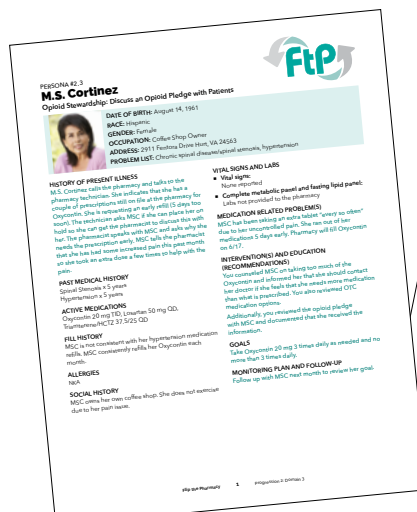 FtP
PERSONA #2_3
M.S. Cortinez
Opioid Stewardship: Discuss an Opioid Pledge with Patients
DATE OF BIRTH: August 14, 1961
RACE: Hispanic
GENDER: Female
OCCUPATION: Coffee Shop Owner
ADDRESS: 2911 Fentora Drive Hurt, VA 24563
PROBLEM LIST: Chronic spinal disease/spinal stenosis, hypertension
HISTORY OF PRESENT ILLNESS
M.S. Cortinez calls the pharmacy and talks to the
pharmacy technician. She indicates that she has a
couple of prescriptions still on file at the pharmacy for
Oxycontin. She is requesting an early refill (5 days too
soon). The technician asks MSC if she can place her on
hold so she can get the pharmacist to discuss this with
her. The pharmacist speaks with MSC and asks why she
needs the prescription early. MSC tells the pharmacist
that she has had some increased pain this past month
so she took an extra dose a few times to help with the
pain.
PAST MEDICAL HISTORY
Spinal Stenosis x 5 years
Hypertension x 5 years
ACTIVE MEDICATIONS
Oxycontin 20 mg TID, Losartan 50 mg QD,
Triamterene/HCTZ 37.5/25 QD
FILL HISTORY
MSC is not consistent with her hypertension medication
refills. MSC consistently refills her Oxycontin each
month.
ALLERGIES
NKA
SOCIAL HISTORY
MSC owns her own coffee shop. She does not exercise
due to her pain issue.
VITAL SIGNS AND LABS
▪ Vital signs:
None reported
▪ Complete metabolic panel and fasting lipid panel:
Labs not provided to the pharmacy
MEDICATION RELATED PROBLEM(S)
MSC has been taking an extra tablet "every so often"
due to her uncontrolled pain. She ran out of her
medications 5 days early. Pharmacy will fill Oxycontin
on 6/17.
INTERVENTION(S) AND EDUCATION
(RECOMMENDATIONS)
You counseled MSC on taking too much of she
Oxycontin and informed her that she should contact
her doctor if she feels that she needs more medication
than what is prescribed. You also reviewed OTC
medication options.
Additionally, you reviewed the opioid pledge
with MSC and documented that she received the
information.
GOALS
Take Oxycontin 20 mg 3 times daily as needed and no
more than 3 times daily.
MONITORING PLAN AND FOLLOW-UP
Follow up with MSC next month to review her goal.
Flip the Pharmacy 1 Progression 2: Domain 3